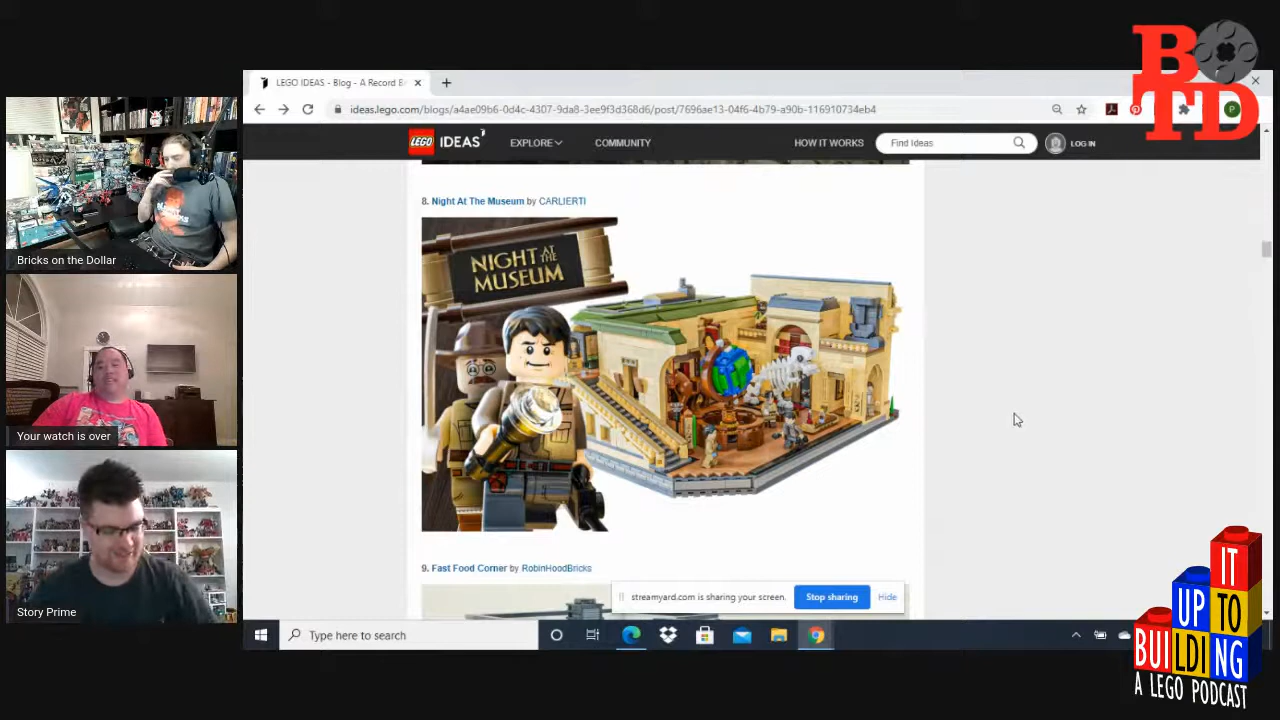 Bricks on the Dollar
Your watch is over
Story Prime
LEGO IDEAS - Blog - A Record B
ideas.lego.com/blogs/a4ae09b6-0d4c-4307-9da8-3ee9f3d368d6/post/7696ae13-04f6-4b79-a90b-116910734eb4
P
BOTD
LEGO IDEAS
EXPLORE
COMMUNITY
HOW IT WORKS
Find Ideas
LOG IN
8. Night At The Museum by CARLIERTI
NIGHT AT THE
MUSEUM
9. Fast Food Corner by RobinHoodBricks
streamyard.com is sharing your screen.
Stop sharing
Hide
Type here to search
IT
UP TO
BUILDING
A LEGO PODCAST